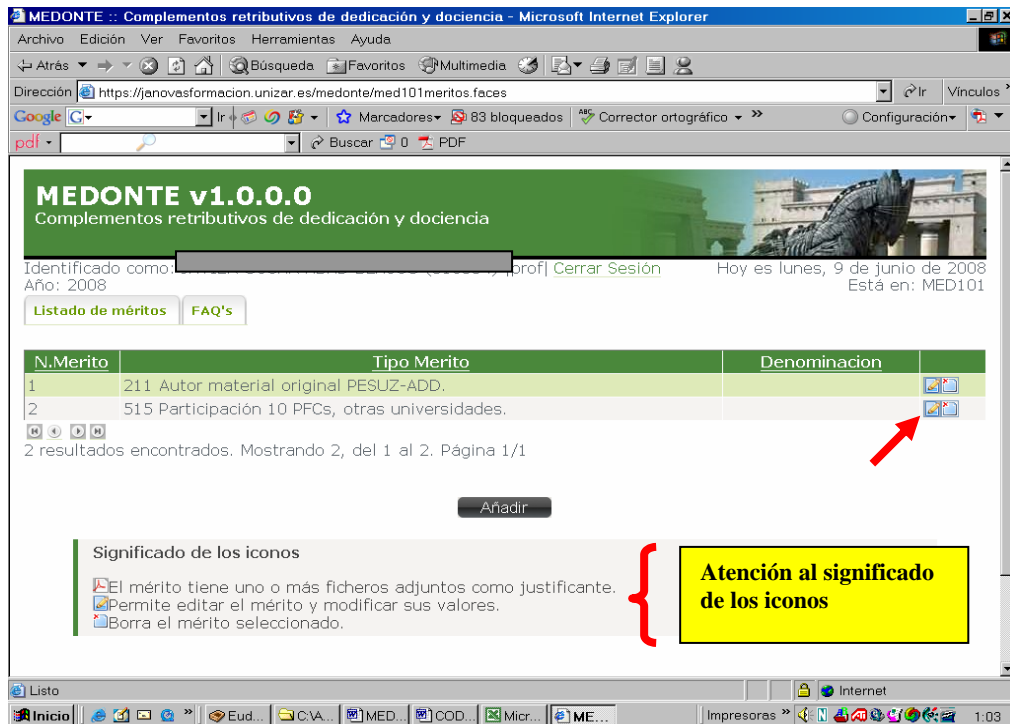 MEDONTE :: Complementos retributivos de dedicación y dociencia - Microsoft Internet Explorer
Archivo Edición Ver Favoritos Herramientas Ayuda
Atrás Búsqueda Favoritos Multimedia
Dirección https://janovasformacion.unizar.es/medonte/med101meritos.faces Ir Vínculos »
Google G Ir Marcadores 83 bloqueados ABC Corrector ortográfico » Configuración
pdf Buscar 0 PDF
MEDONTE v1.0.0.0
Complementos retributivos de dedicación y dociencia
Identificado como: |prof| Cerrar Sesión Hoy es lunes, 9 de junio de 2008
Año: 2008 Está en: MED101
Listado de méritos FAQ's
N.Merito Tipo Merito Denominacion
1 211 Autor material original PESUZ-ADD.
2 515 Participación 10 PFCs, otras universidades.
2 resultados encontrados. Mostrando 2, del 1 al 2. Página 1/1
Añadir
Significado de los iconos
El mérito tiene uno o más ficheros adjuntos como justificante.
Permite editar el mérito y modificar sus valores.
Borra el mérito seleccionado.
Atención al significado
de los iconos
Listo Internet
Inicio » Eud... C:\A... MED... COD... Micr... ME... Impresoras » 1:03